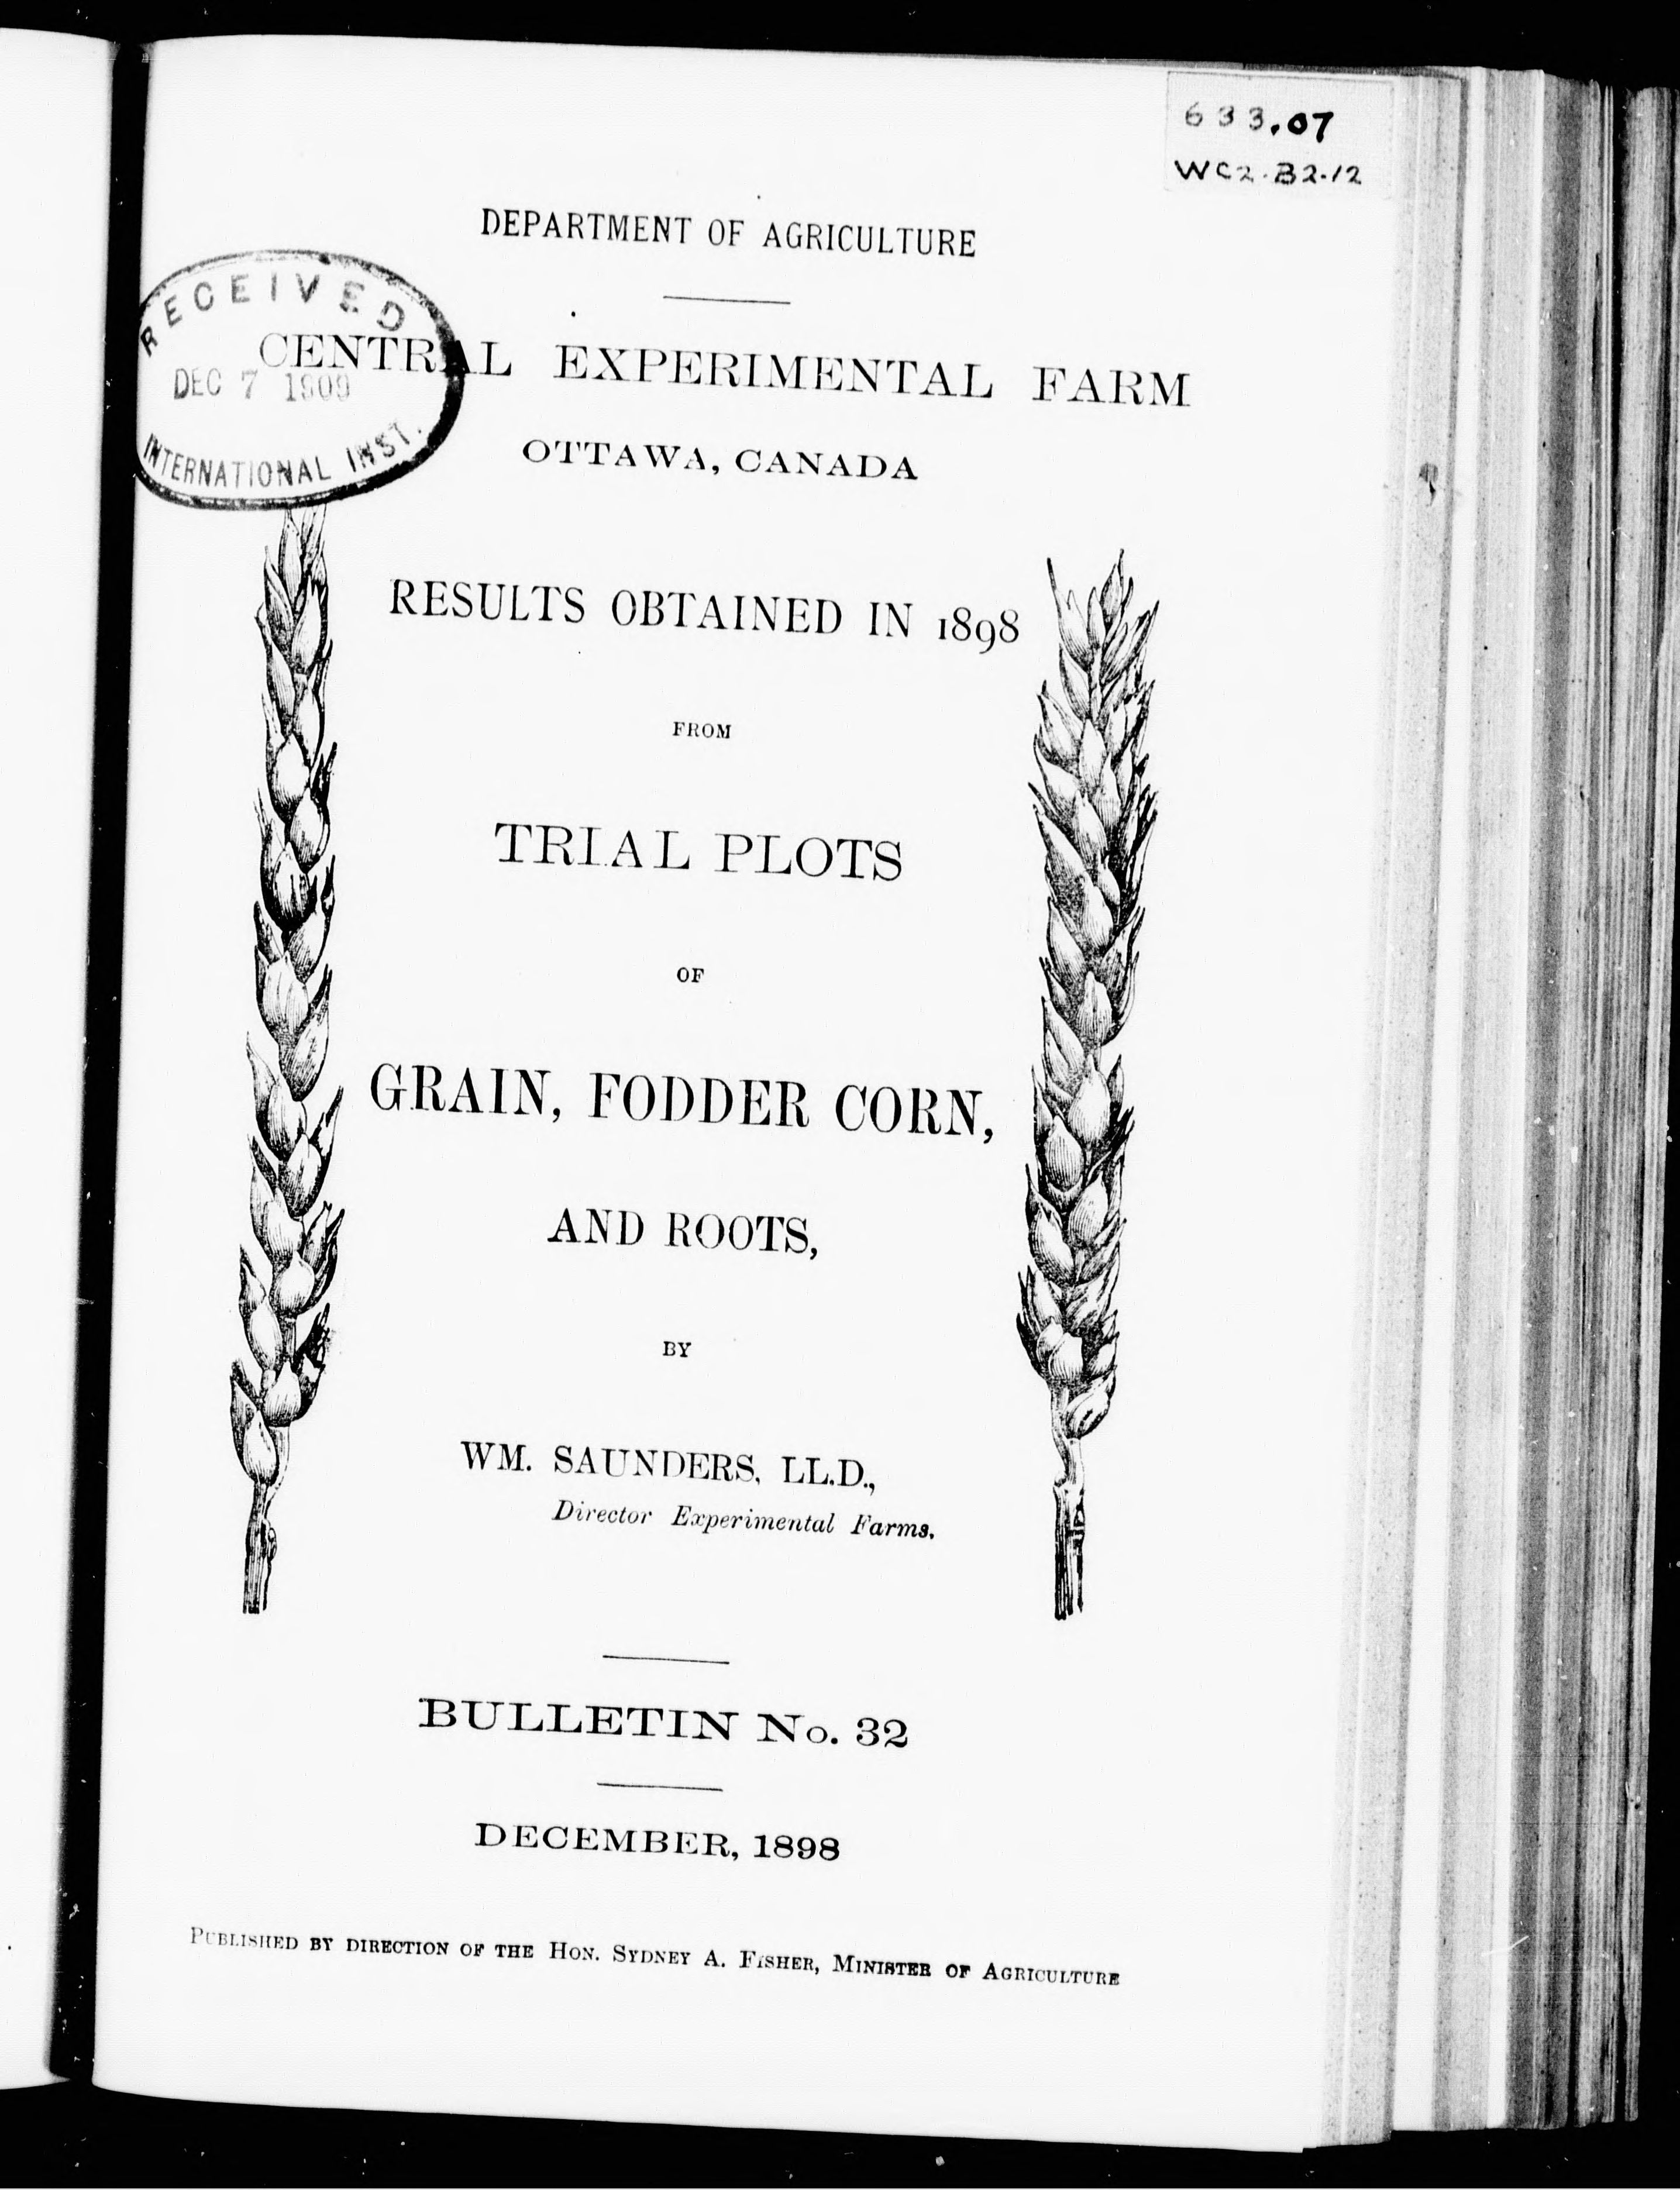 633.07
WC2.B2.12
DEPARTMENT OF AGRICULTURE
RECEIVED
DEC 7 1909
INTERNATIONAL INST.
CENTRAL EXPERIMENTAL FARM
OTTAWA, CANADA
RESULTS OBTAINED IN 1898
FROM
TRIAL PLOTS
OF
GRAIN, FODDER CORN,
AND ROOTS,
BY
WM. SAUNDERS, LL.D.,
Director Experimental Farms.
BULLETIN No. 32
DECEMBER, 1898
PUBLISHED BY DIRECTION OF THE HON. SYDNEY A. FISHER, MINISTER OF AGRICULTURE